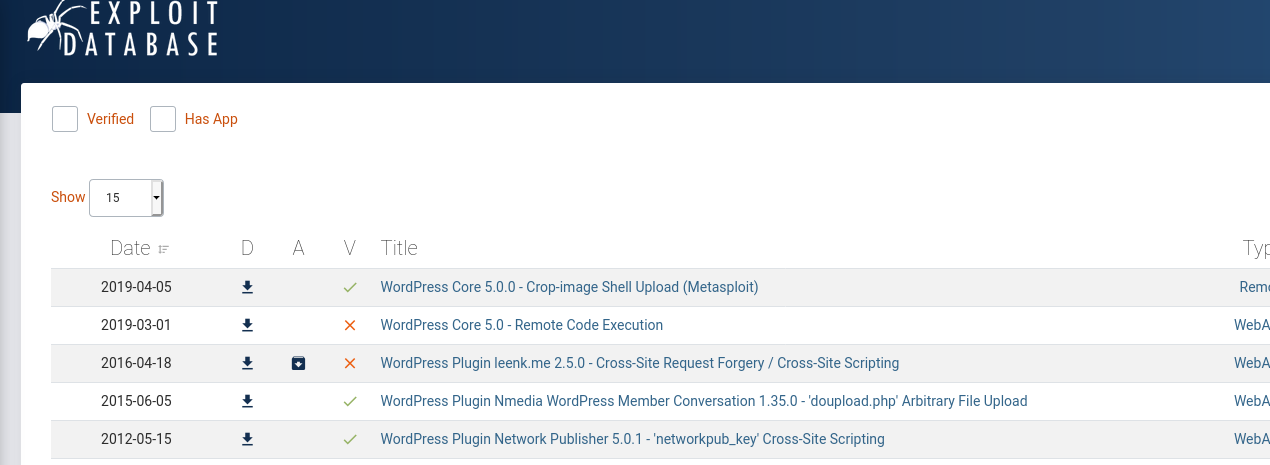 EXPLOIT
DATABASE
Verified Has App
Show 15
Date D A V Title Typ
2019-04-05 WordPress Core 5.0.0 - Crop-image Shell Upload (Metasploit) Remo
2019-03-01 WordPress Core 5.0 - Remote Code Execution WebA
2016-04-18 WordPress Plugin leenk.me 2.5.0 - Cross-Site Request Forgery / Cross-Site Scripting WebA
2015-06-05 WordPress Plugin Nmedia WordPress Member Conversation 1.35.0 - 'doupload.php' Arbitrary File Upload WebA
2012-05-15 WordPress Plugin Network Publisher 5.0.1 - 'networkpub_key' Cross-Site Scripting WebA